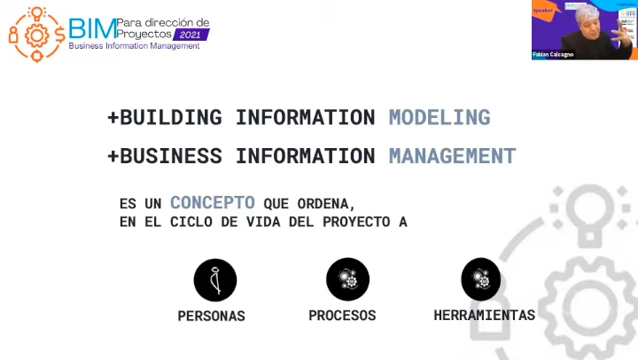 BIM Para dirección de
Proyectos 2021
Business Information Management
Speaker
Fabian Calcagno
+BUILDING INFORMATION MODELING
+BUSINESS INFORMATION MANAGEMENT
ES UN CONCEPTO QUE ORDENA,
EN EL CICLO DE VIDA DEL PROYECTO A
PERSONAS PROCESOS HERRAMIENTAS